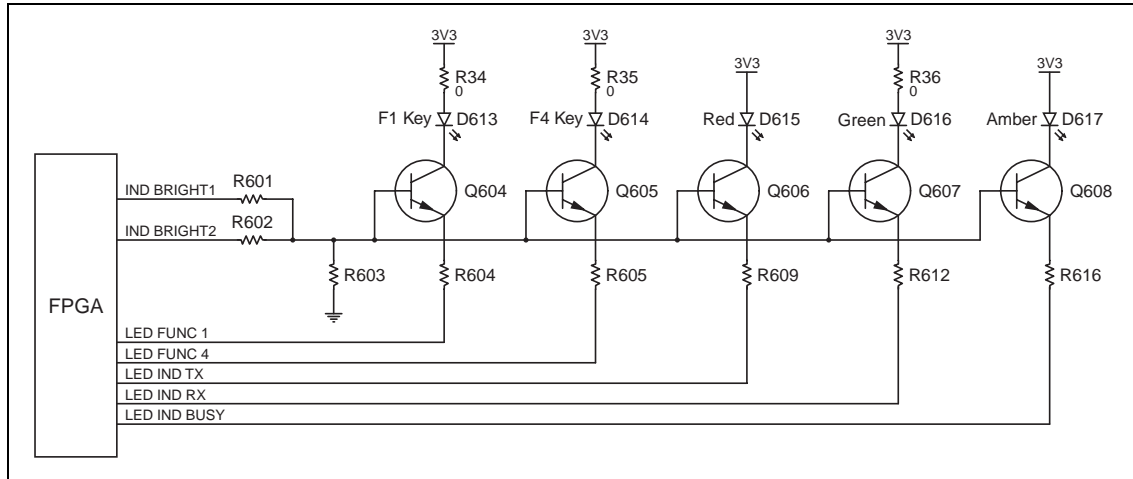 3V3
3V3
3V3
3V3
3V3
R34
0
R35
0
R36
0
F1 Key
D613
F4 Key
D614
Red
D615
Green
D616
Amber
D617
Q604
Q605
Q606
Q607
Q608
IND BRIGHT1
R601
IND BRIGHT2
R602
R603
R604
R605
R609
R612
R616
FPGA
LED FUNC 1
LED FUNC 4
LED IND TX
LED IND RX
LED IND BUSY